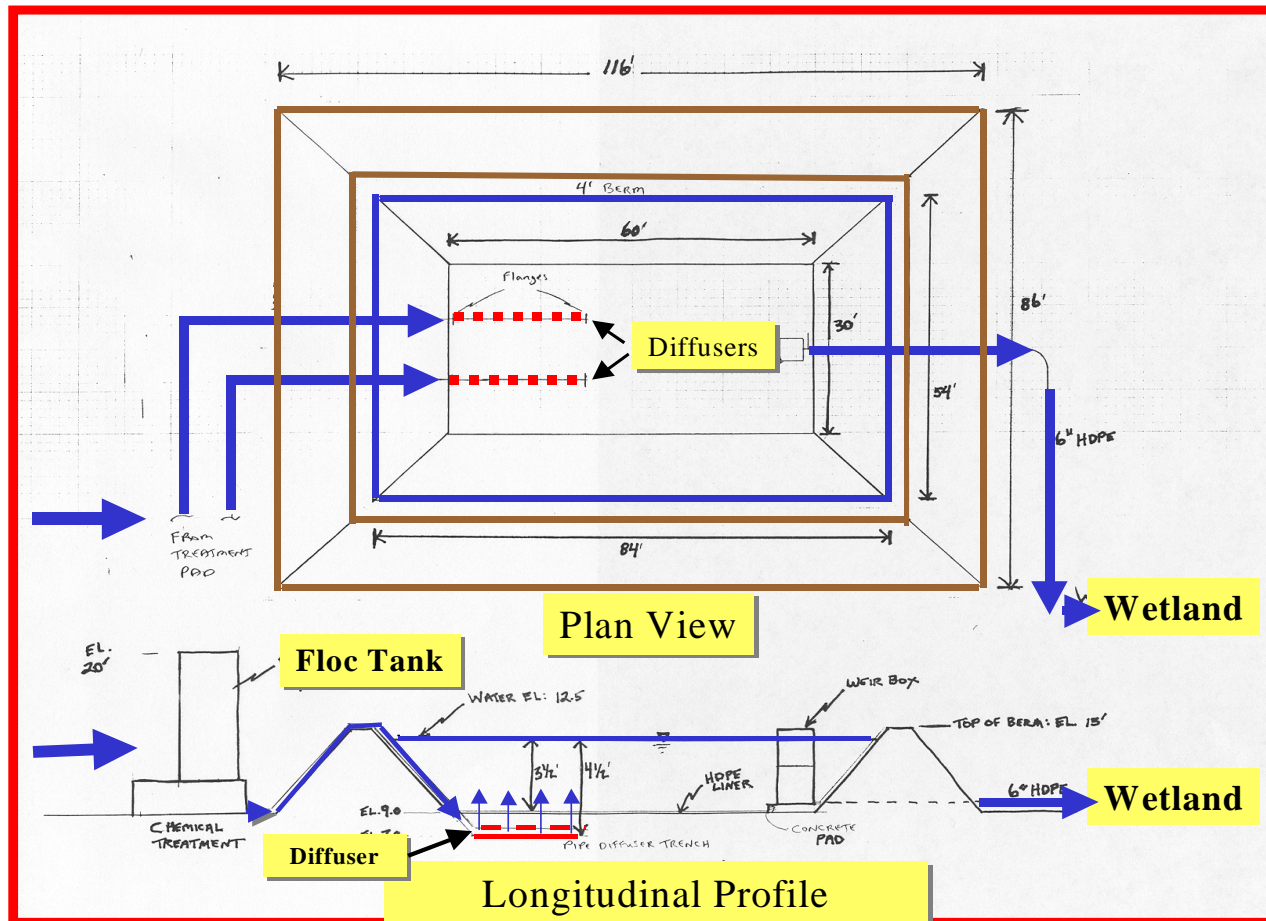 116'
4' BERM
60'
Flanges
Diffusers
30'
86'
54'
6" HDPE
FROM
TREATMENT
PAD
84'
Wetland
Plan View
EL.
20'
Floc Tank
WATER EL: 12.5
WEIR BOX
TOP OF BERM: EL 13'
3½'
4½'
HDPE
LINER
6" HDPE
Wetland
EL.9.0
CHEMICAL
TREATMENT
CONCRETE
PAD
Diffuser
PIPE DIFFUSER TRENCH
Longitudinal Profile